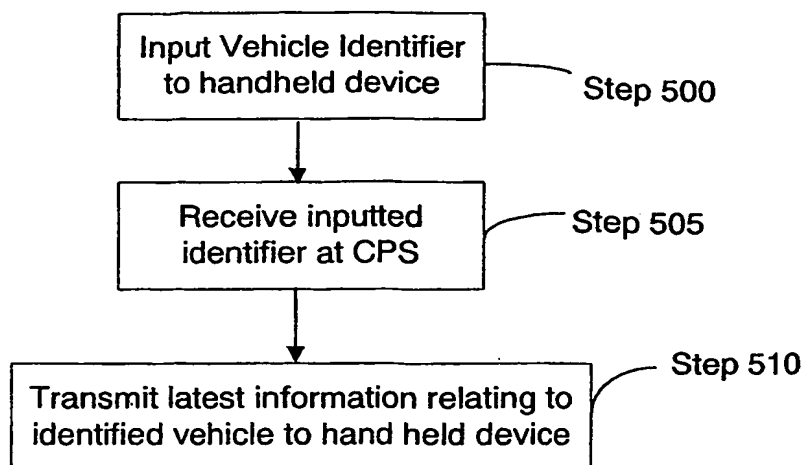 Input Vehicle Identifier
to handheld device
Step 500
Receive inputted
identifier at CPS
Step 505
Transmit latest information relating to
identified vehicle to hand held device
Step 510